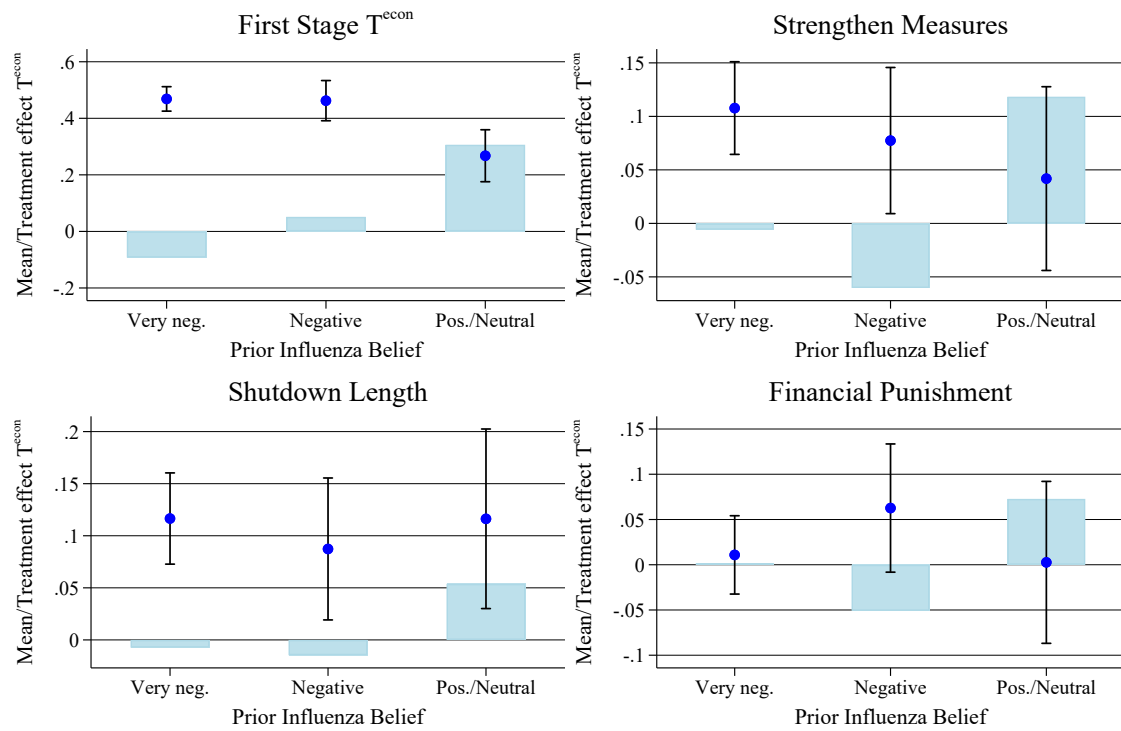 First Stage T^econ
Mean/Treatment effect T^econ
.6
.4
.2
0
-.2
Very neg. Negative Pos./Neutral
Prior Influenza Belief
Strengthen Measures
Mean/Treatment effect T^econ
.15
.1
.05
0
-.05
Very neg. Negative Pos./Neutral
Prior Influenza Belief
Shutdown Length
Mean/Treatment effect T^econ
.2
.15
.1
.05
0
Very neg. Negative Pos./Neutral
Prior Influenza Belief
Financial Punishment
Mean/Treatment effect T^econ
.15
.1
.05
0
-.05
-.1
Very neg. Negative Pos./Neutral
Prior Influenza Belief